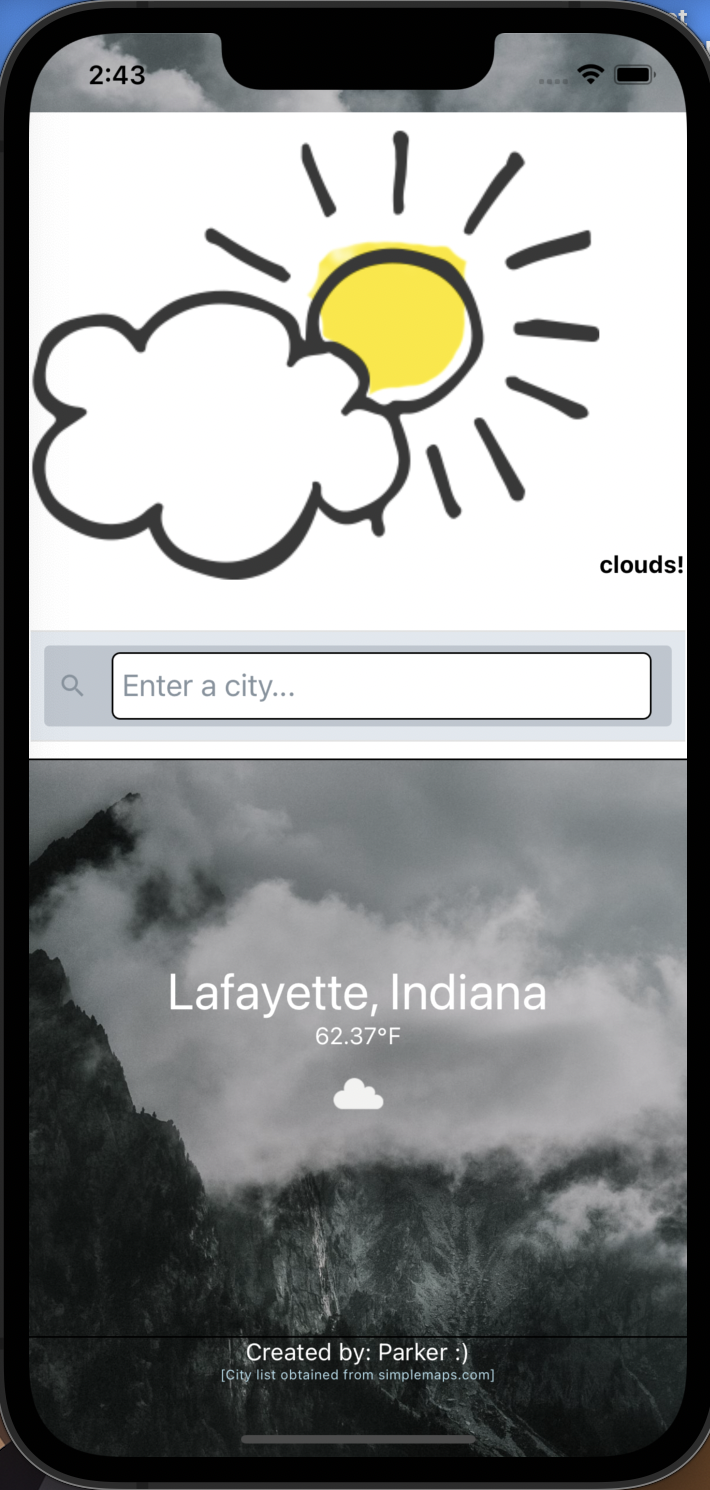 2:43
clouds!
Enter a city...
Lafayette, Indiana
62.37°F
Created by: Parker :)
[City list obtained from simplemaps.com]